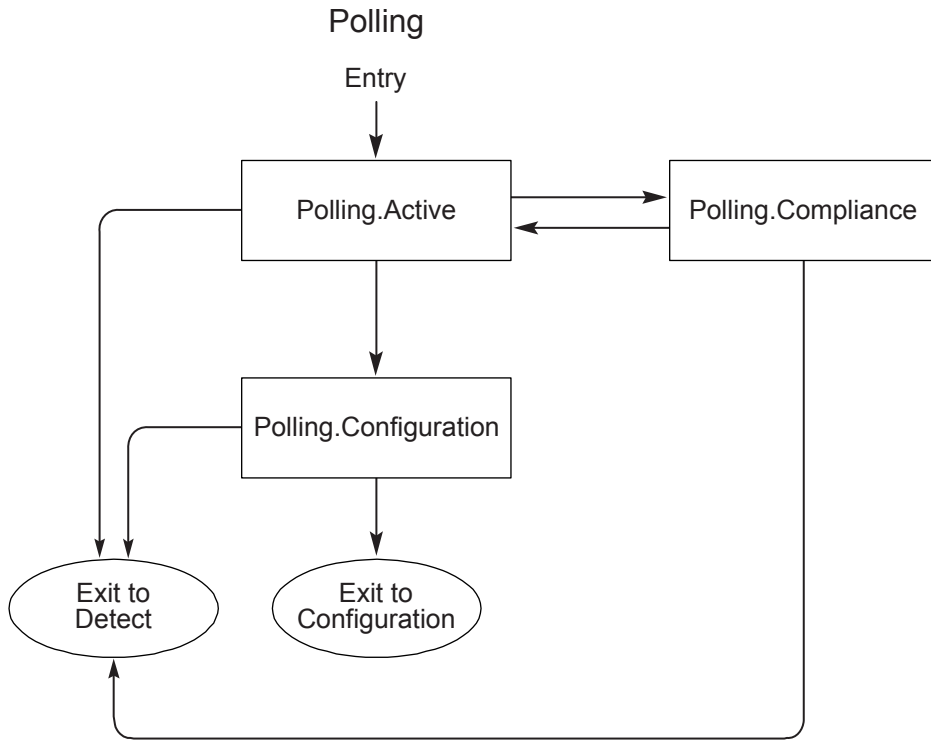 Polling
Entry
Polling.Active
Polling.Compliance
Polling.Configuration
Exit to
Detect
Exit to
Configuration